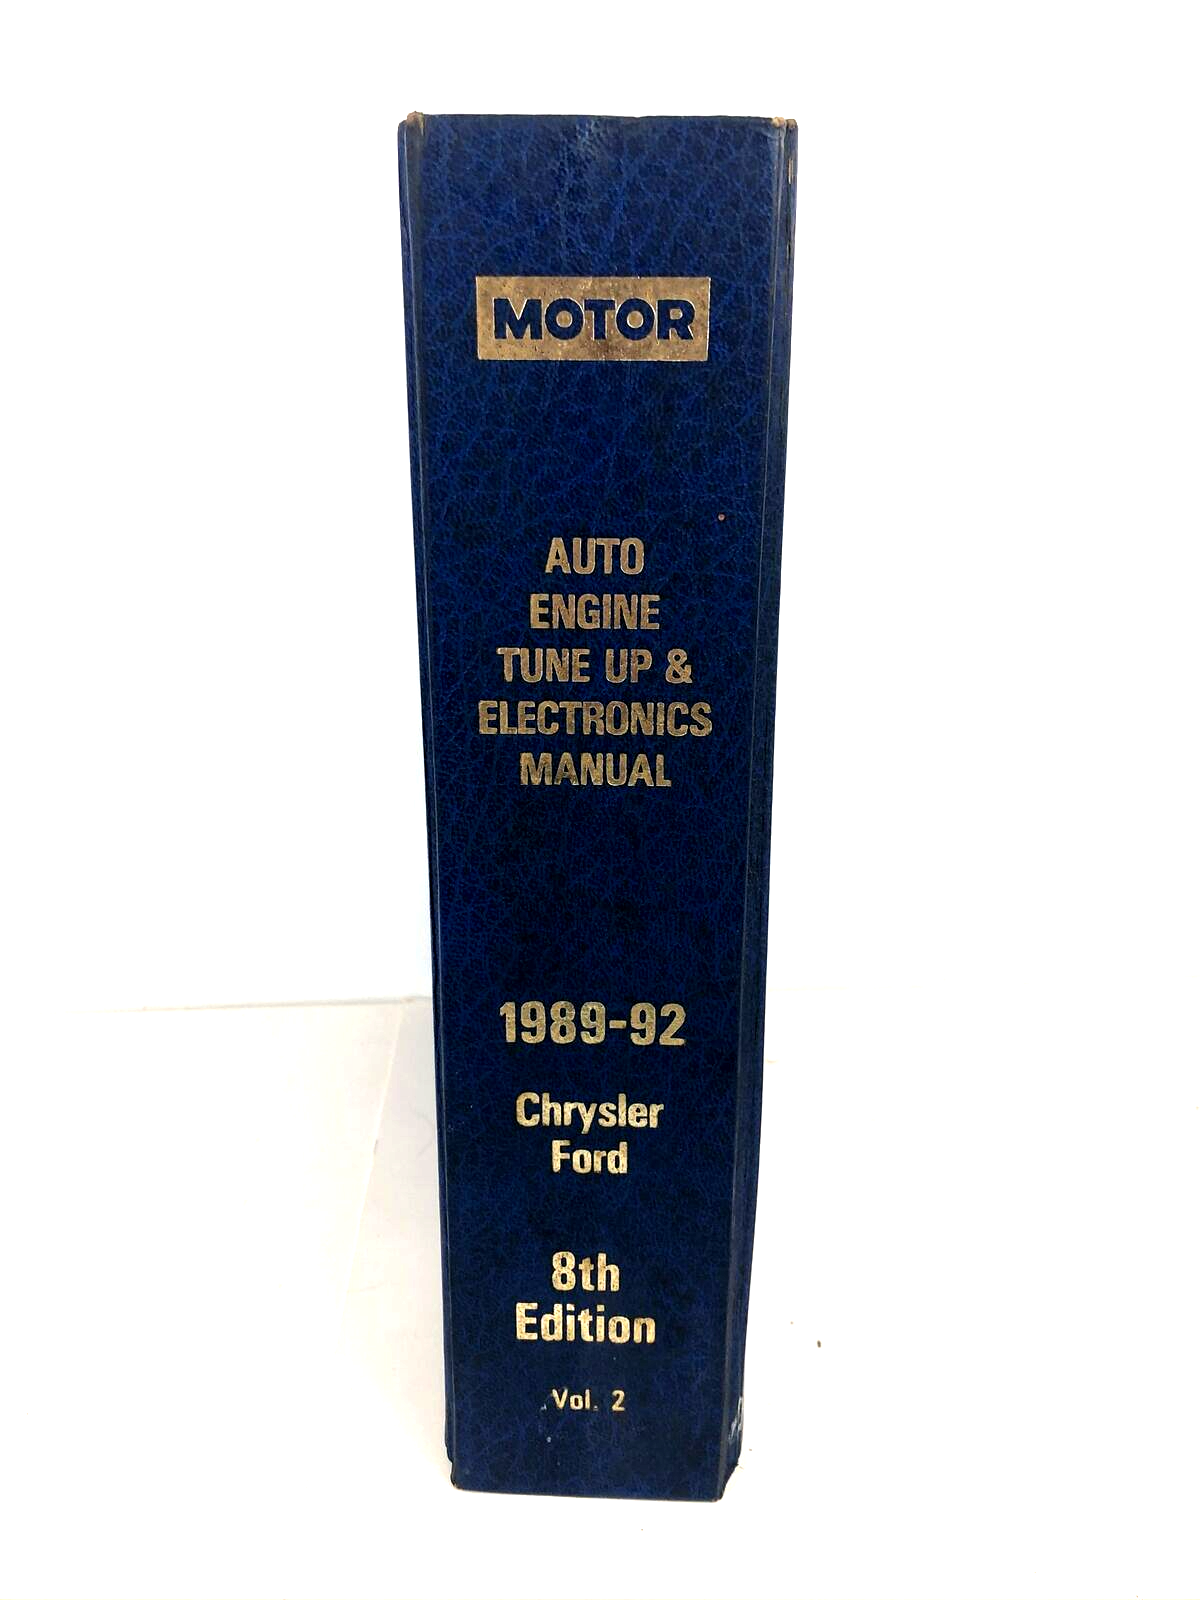 MOTOR
AUTO
ENGINE
TUNE UP &
ELECTRONICS
MANUAL
1989-92
Chrysler
Ford
8th
Edition
Vol. 2